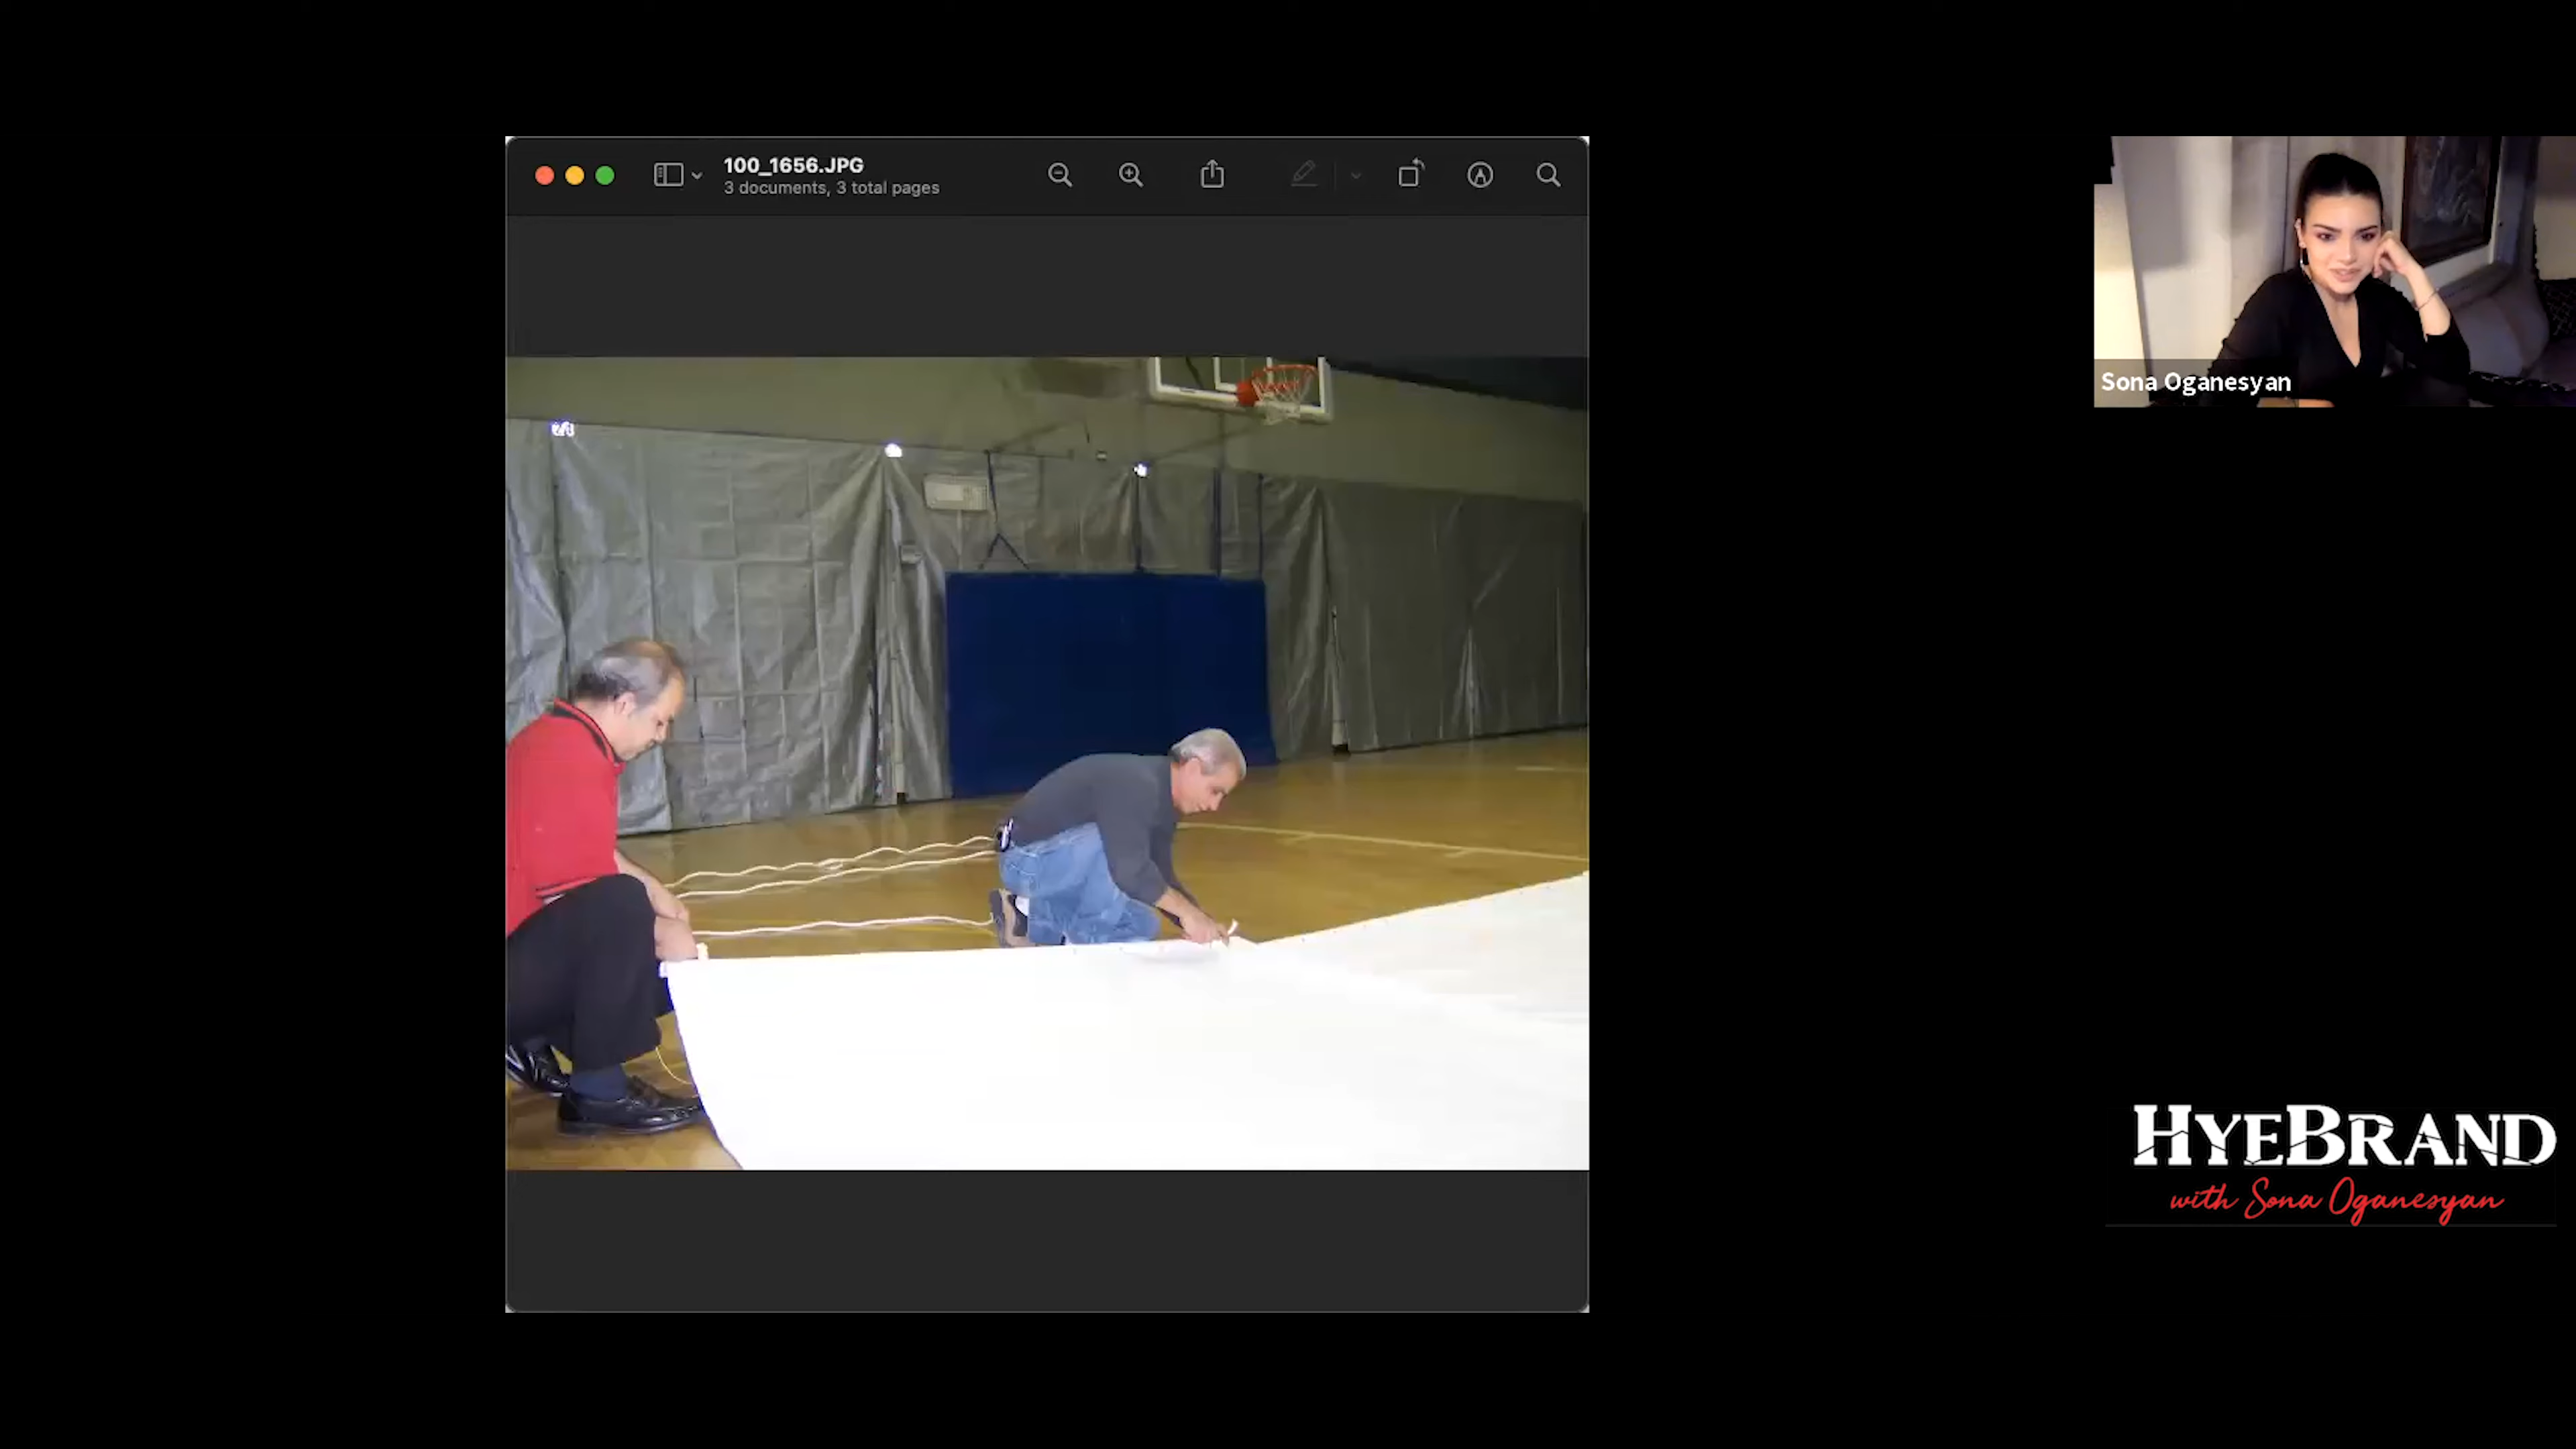 100_1656.JPG
3 documents, 3 total pages
Sona Oganesyan
HYEBRAND
with Sona Oganesyan